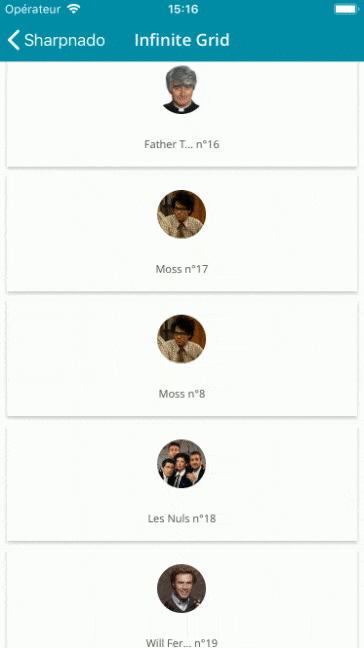 Opérateur 15:16
Sharpnado Infinite Grid
Father T... n°16
Moss n°17
Moss n°8
Les Nuls n°18
Will Fer... n°19